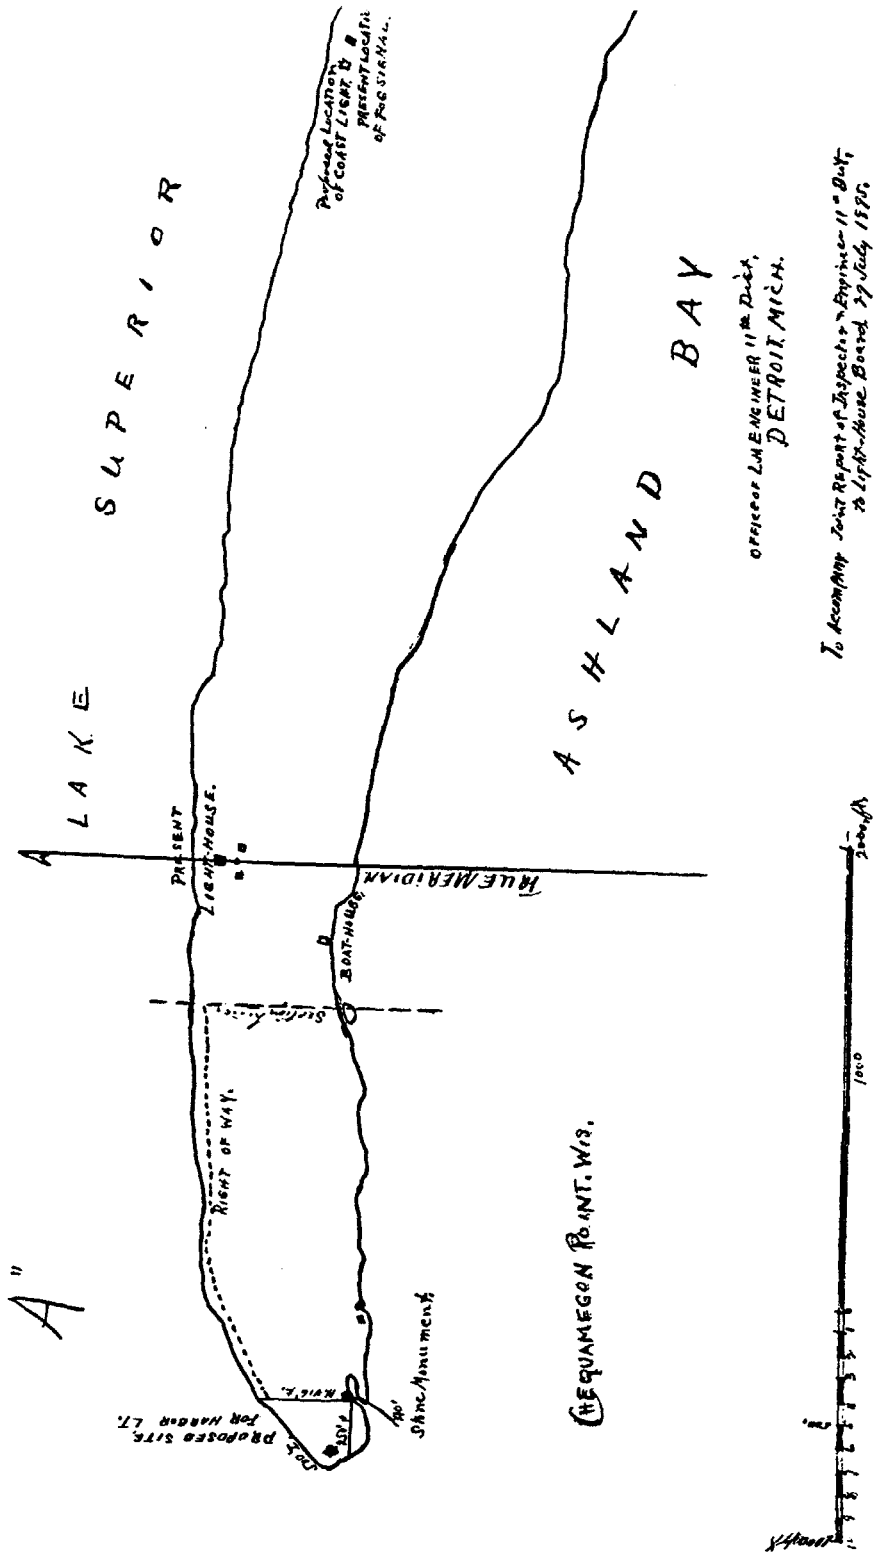 "A"
LAKE SUPERIOR
Proposed Location
of COAST LIGHT.
PRESENT LOCATIO
OF FOG SIGNAL.
PRESENT
LIGHT-HOUSE.
TRUE MERIDIAN
BOAT-HOUSE.
Section Line
RIGHT OF WAY.
PROPOSED SITE
FOR HARBOR LT.
Stone Monument
ASHLAND BAY
CHEQUAMEGON POINT. WIS.
OFFICE OF L.H. ENGINEER 11th Dist.
DETROIT, MICH.
To Accompany Joint Report of Inspector & Engineer 11th Dist.
to Light-House Board 29 July 1895.
1000
2000 ft.